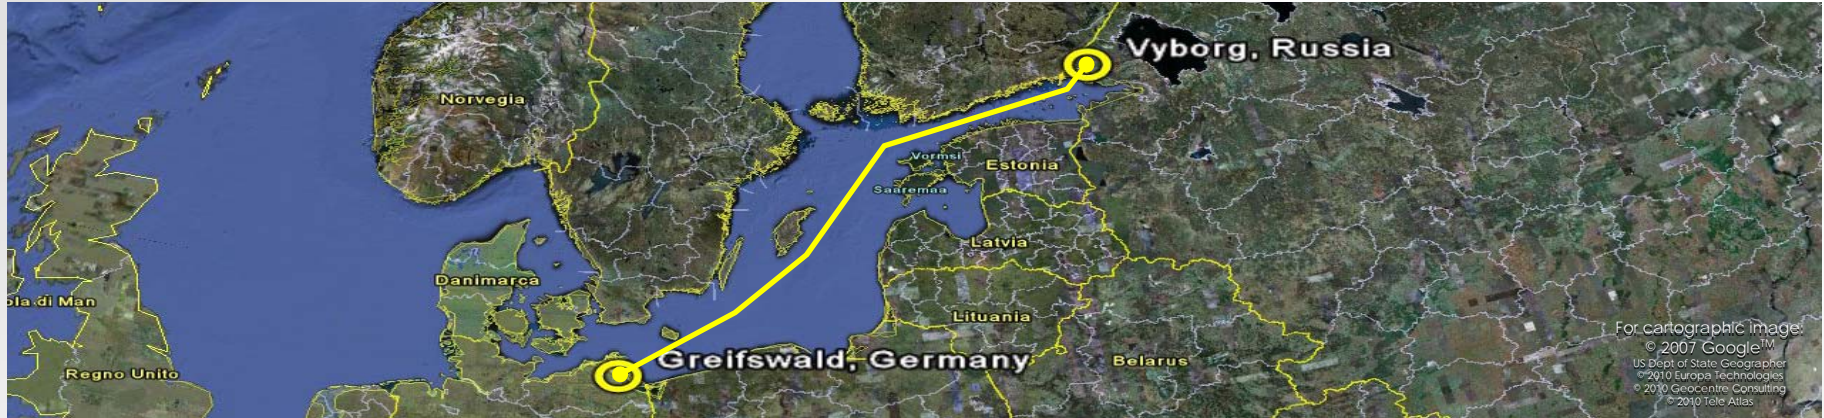 Vyborg, Russia
Norvegia
Vormsi
Estonia
Saaremaa
Latvia
Danimarca
ola di Man
Lituania
For cartographic image:
© 2007 Google™
Greifswald, Germany
Belarus
US Dept of State Geographer
Regno Unito
© 2010 Europa Technologies
© 2010 Geocentre Consulting
© 2010 Tele Atlas